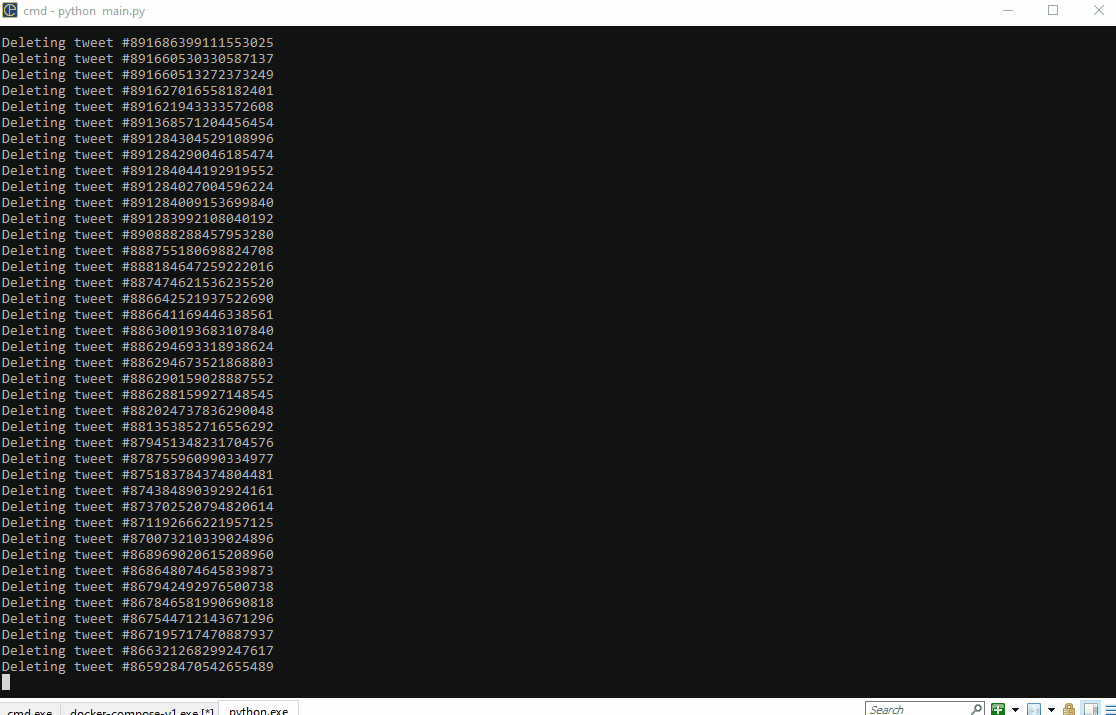 cmd - python main.py
Deleting tweet #891686399111553025
Deleting tweet #891660530330587137
Deleting tweet #891660513272373249
Deleting tweet #891627016558182401
Deleting tweet #891621943333572608
Deleting tweet #891368571204456454
Deleting tweet #891284304529108996
Deleting tweet #891284290046185474
Deleting tweet #891284044192919552
Deleting tweet #891284027004596224
Deleting tweet #891284009153699840
Deleting tweet #891283992108040192
Deleting tweet #890888288457953280
Deleting tweet #888755180698824708
Deleting tweet #888184647259222016
Deleting tweet #887474621536235520
Deleting tweet #886642521937522690
Deleting tweet #886641169446338561
Deleting tweet #886300193683107840
Deleting tweet #886294693318938624
Deleting tweet #886294673521868803
Deleting tweet #886290159028887552
Deleting tweet #886288159927148545
Deleting tweet #882024737836290048
Deleting tweet #881353852716556292
Deleting tweet #879451348231704576
Deleting tweet #878755960990334977
Deleting tweet #875183784374804481
Deleting tweet #874384890392924161
Deleting tweet #873702520794820614
Deleting tweet #871192666221957125
Deleting tweet #870073210339024896
Deleting tweet #868969020615208960
Deleting tweet #868648074645839873
Deleting tweet #867942492976500738
Deleting tweet #867846581990690818
Deleting tweet #867544712143671296
Deleting tweet #867195717470887937
Deleting tweet #866321268299247617
Deleting tweet #865928470542655489
cmd.exe docker-compose-v1.exe [*] python.exe Search